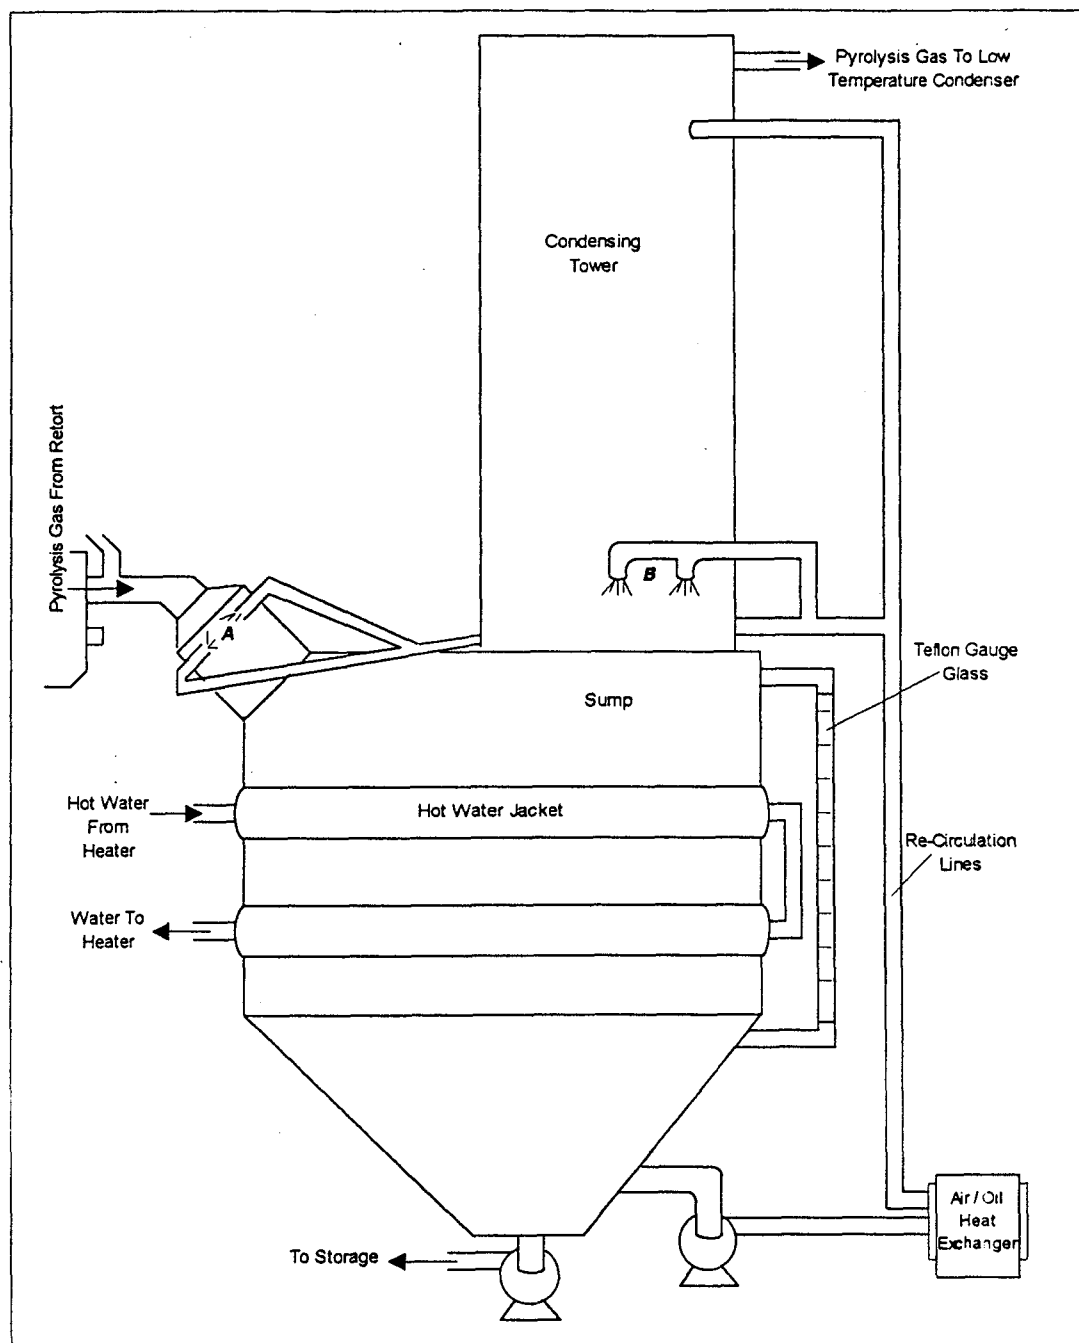 Pyrolysis Gas To Low
Temperature Condenser
Condensing
Tower
Pyrolysis Gas From Retort
A
B
Teflon Gauge
Glass
Sump
Hot Water
From
Heater
Hot Water Jacket
Re-Circulation
Lines
Water To
Heater
Air / Oil
Heat
Exchanger
To Storage